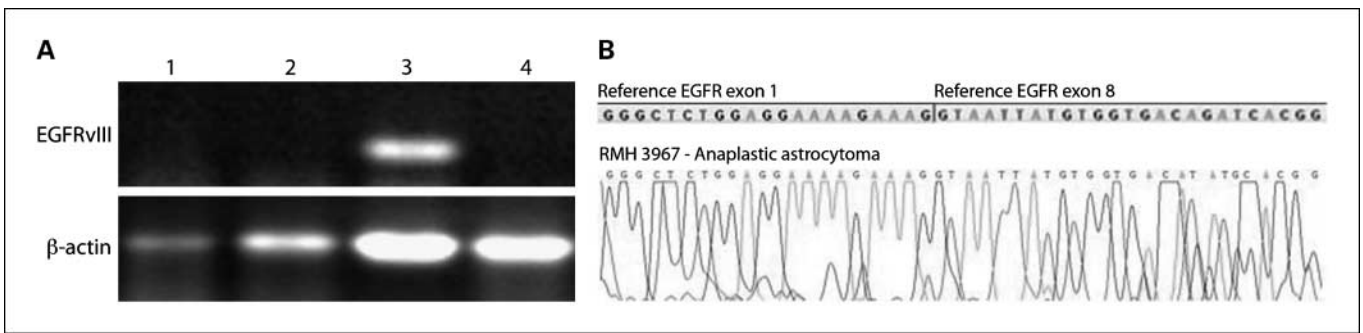 A
1 2 3 4
EGFRvIII
β-actin
B
Reference EGFR exon 1 Reference EGFR exon 8
GGGCTCTGGAGGAAAAGAAAGGTAATTATGTGGTGACAGATCACGG
RMH 3967 - Anaplastic astrocytoma
GGGCTCTGGAGGAAAAGAAAGGTAATTATGTGGTGACATATGCACGG